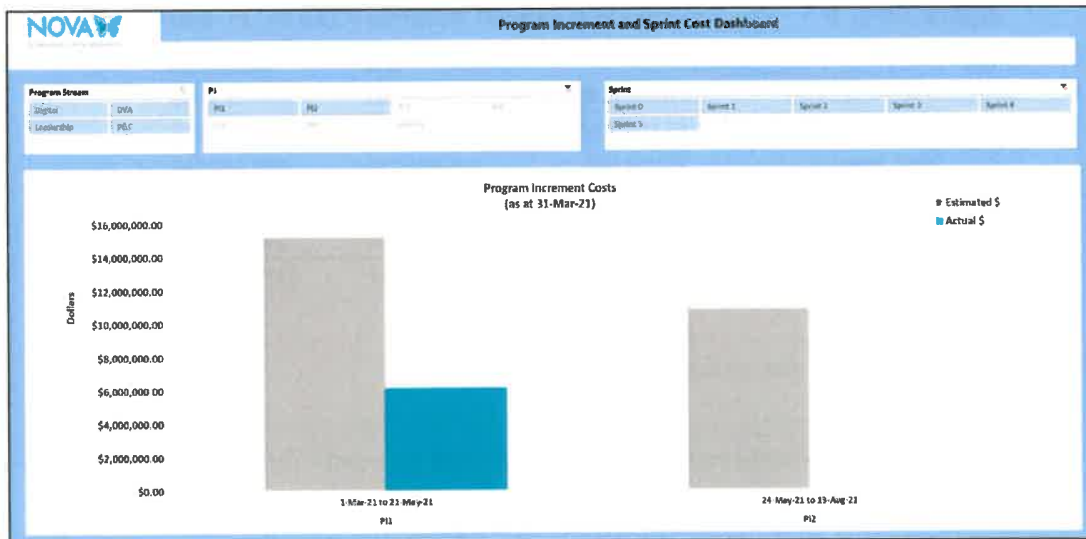 NOVA
Program Increment and Sprint Cost Dashboard
Program Stream
Digital
DVA
Leadership
PI
PI1
PI2
Sprint
Sprint 0
Sprint 1
Sprint 2
Sprint 3
Sprint 4
Sprint 5
Program Increment Costs
(as at 31-Mar-21)
Estimated $
Actual $
$16,000,000.00
$14,000,000.00
$12,000,000.00
$10,000,000.00
$8,000,000.00
$6,000,000.00
$4,000,000.00
$2,000,000.00
$0.00
Dollars
1-Mar-21 to 21-May-21
PI1
24-May-21 to 13-Aug-21
PI2